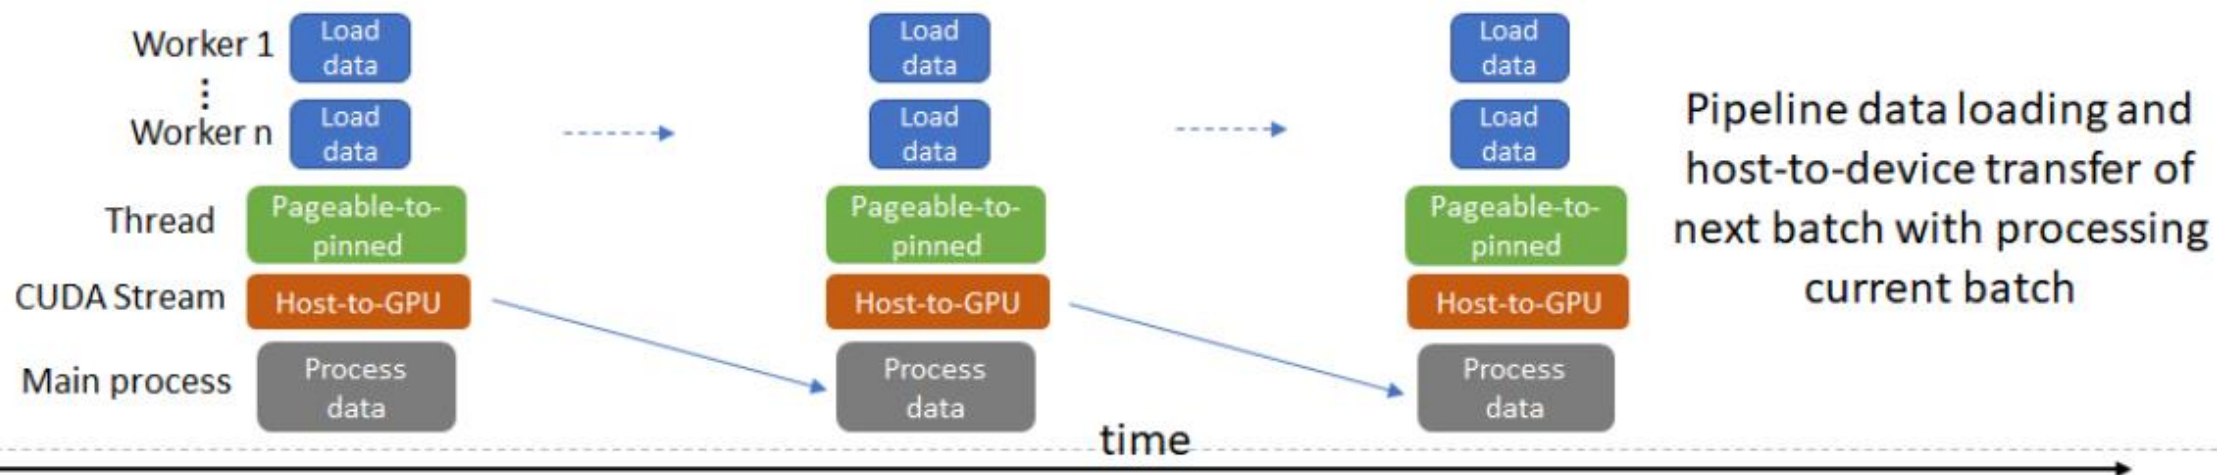 Worker 1
Load
data
Load
data
Load
data
Worker n
Load
data
Load
data
Load
data
Thread
Pageable-to-
pinned
Pageable-to-
pinned
Pageable-to-
pinned
CUDA Stream
Host-to-GPU
Host-to-GPU
Host-to-GPU
Main process
Process
data
Process
data
Process
data
Pipeline data loading and
host-to-device transfer of
next batch with processing
current batch
time